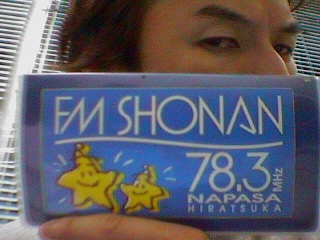 FM SHONAN
78.3 MHz
NAPASA
HIRATSUKA